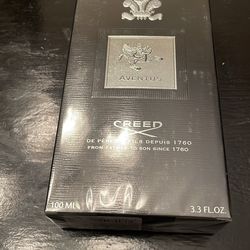 AVENTUS
CREED
DE PÈRE EN FILS DEPUIS 1760
FROM FATHER TO SON SINCE 1760
100 ML
3.3 FL.OZ.